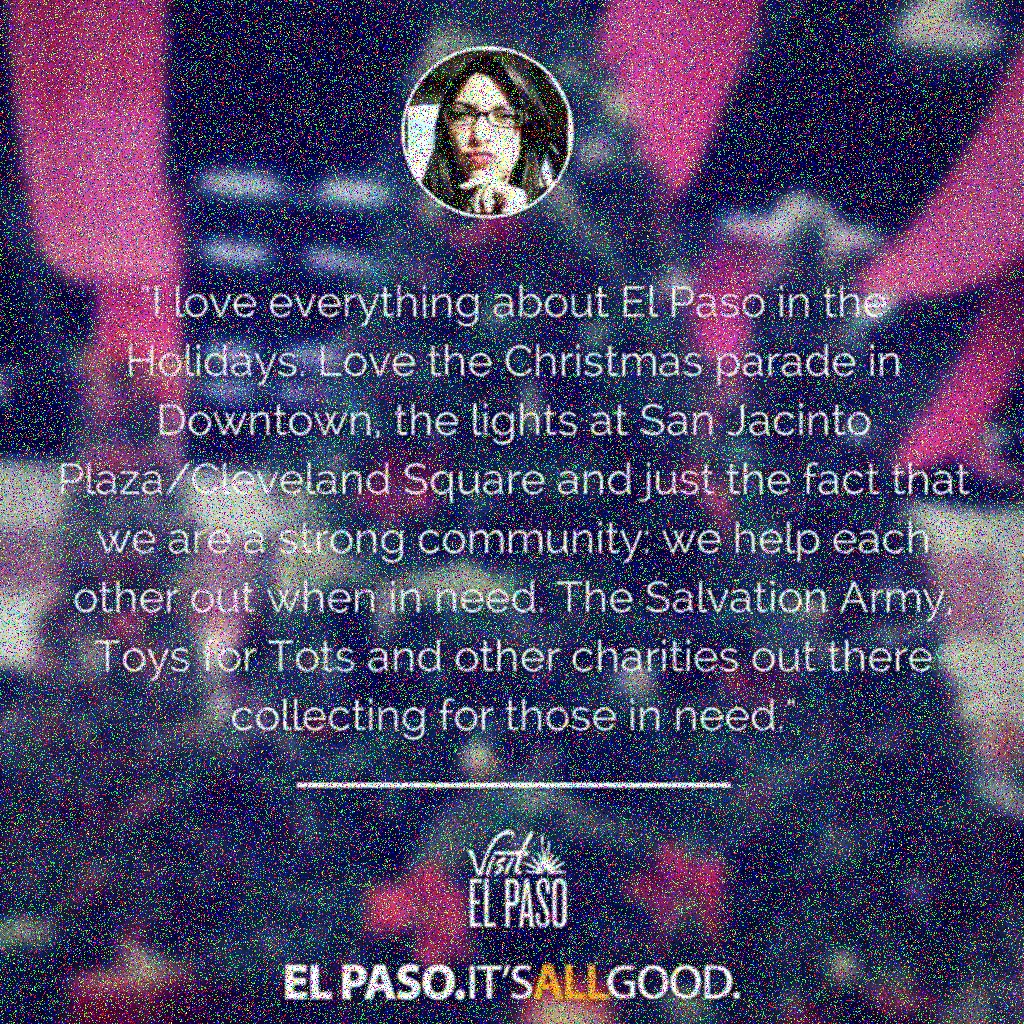 "I love everything about El Paso in the
Holidays. Love the Christmas parade in
Downtown, the lights at San Jacinto
Plaza/Cleveland Square and just the fact that
we are a strong community: we help each
other out when in need. The Salvation Army,
Toys for Tots and other charities out there
collecting for those in need."
Visit
EL PASO
EL PASO.IT'SALLGOOD.